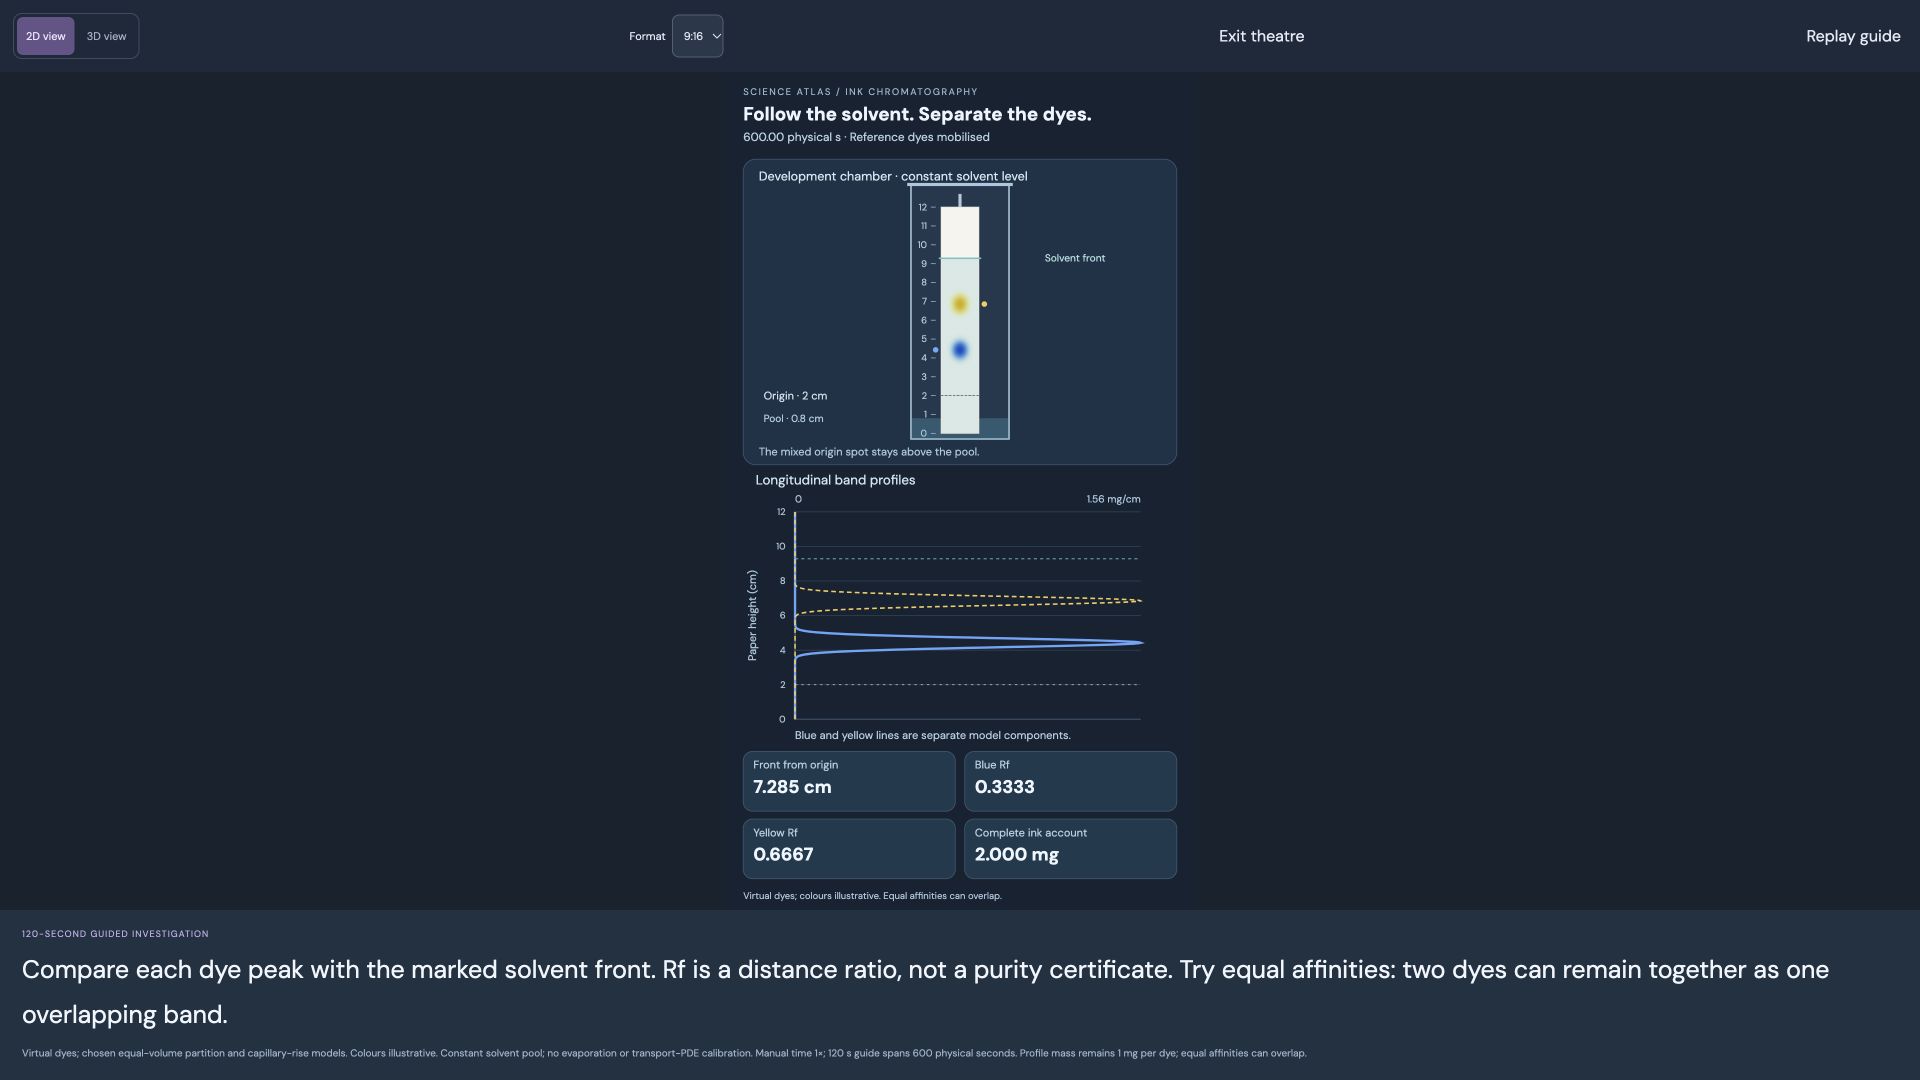 2D view
3D view
Format
9:16
Exit theatre
Replay guide
SCIENCE ATLAS / INK CHROMATOGRAPHY
Follow the solvent. Separate the dyes.
600.00 physical s · Reference dyes mobilised
Development chamber · constant solvent level
12
11
10
9
8
7
6
5
4
3
2
1
0
Solvent front
Origin · 2 cm
Pool · 0.8 cm
The mixed origin spot stays above the pool.
Longitudinal band profiles
0
1.56 mg/cm
12
10
8
6
4
2
0
Paper height (cm)
Blue and yellow lines are separate model components.
Front from origin
7.285 cm
Blue Rf
0.3333
Yellow Rf
0.6667
Complete ink account
2.000 mg
Virtual dyes; colours illustrative. Equal affinities can overlap.
120-SECOND GUIDED INVESTIGATION
Compare each dye peak with the marked solvent front. Rf is a distance ratio, not a purity certificate. Try equal affinities: two dyes can remain together as one
overlapping band.
Virtual dyes; chosen equal-volume partition and capillary-rise models. Colours illustrative. Constant solvent pool; no evaporation or transport-PDE calibration. Manual time 1×; 120 s guide spans 600 physical seconds. Profile mass remains 1 mg per dye; equal affinities can overlap.